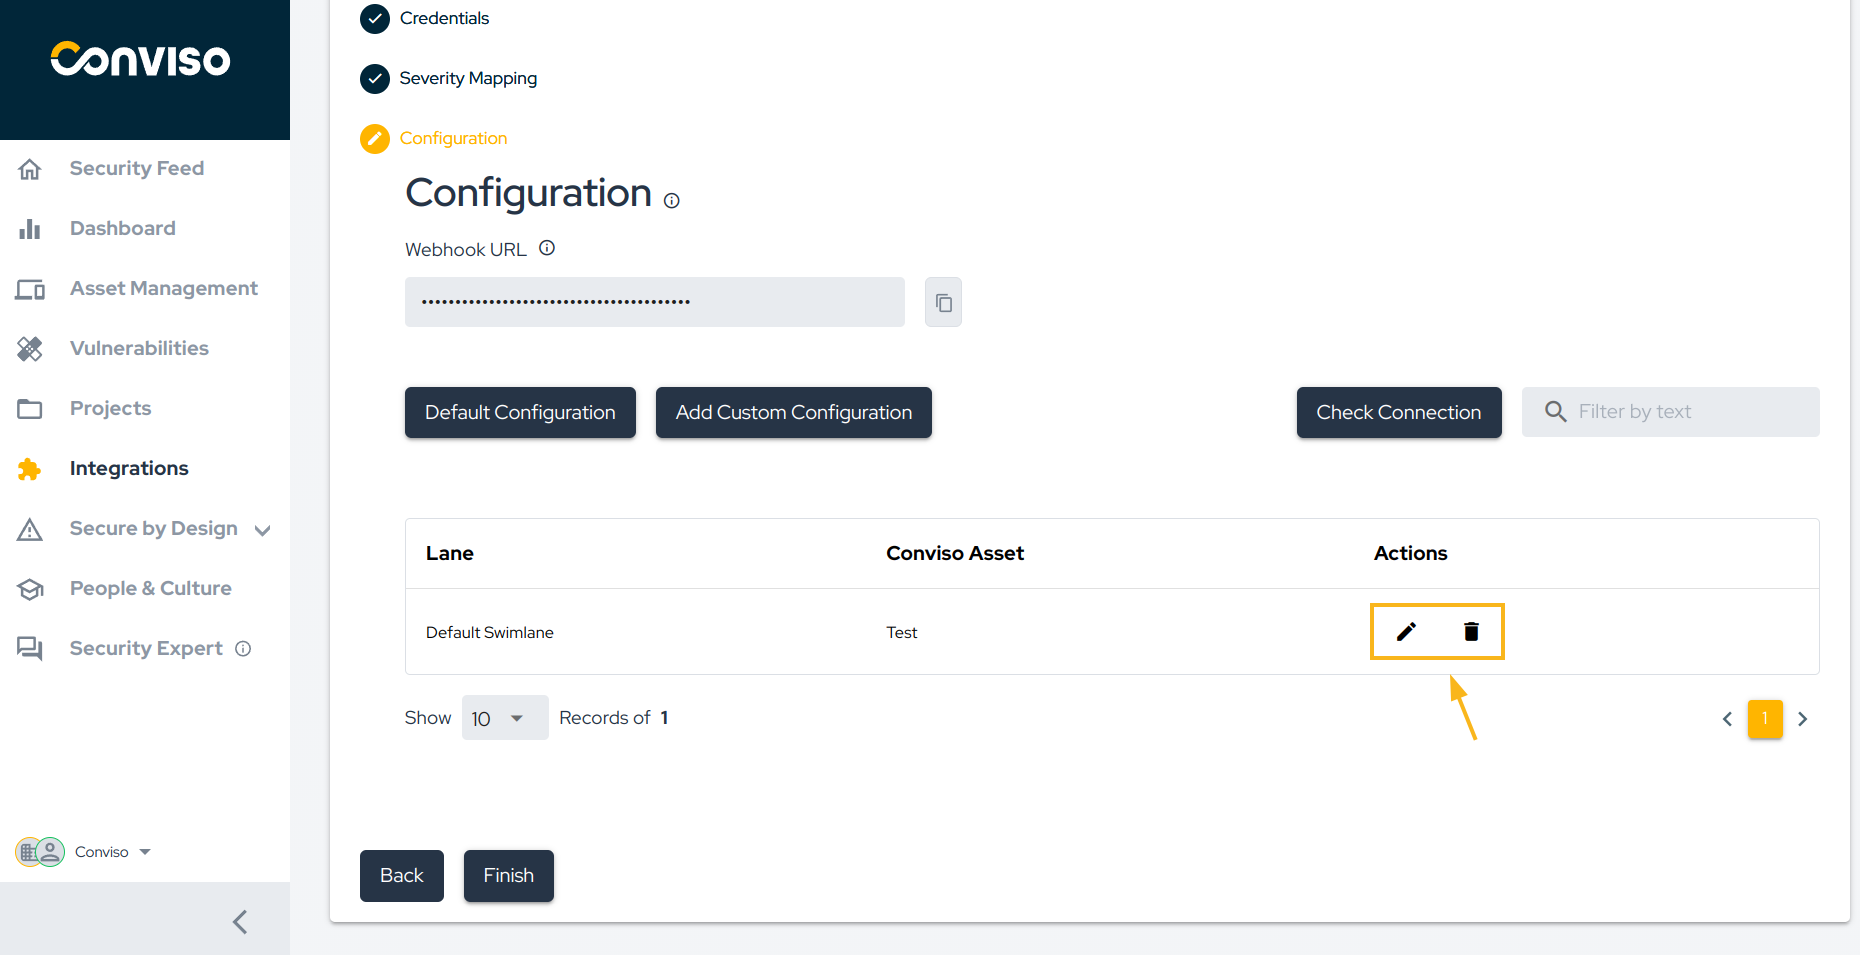 Conviso
Security Feed
Dashboard
Asset Management
Vulnerabilities
Projects
Integrations
Secure by Design
People & Culture
Security Expert
Conviso
Credentials
Severity Mapping
Configuration
Configuration
Webhook URL
••••••••••••••••••••••••••••••••••••••••
Default Configuration Add Custom Configuration Check Connection Filter by text
Lane Conviso Asset Actions
Default Swimlane Test
Show 10 Records of 1 1
Back Finish